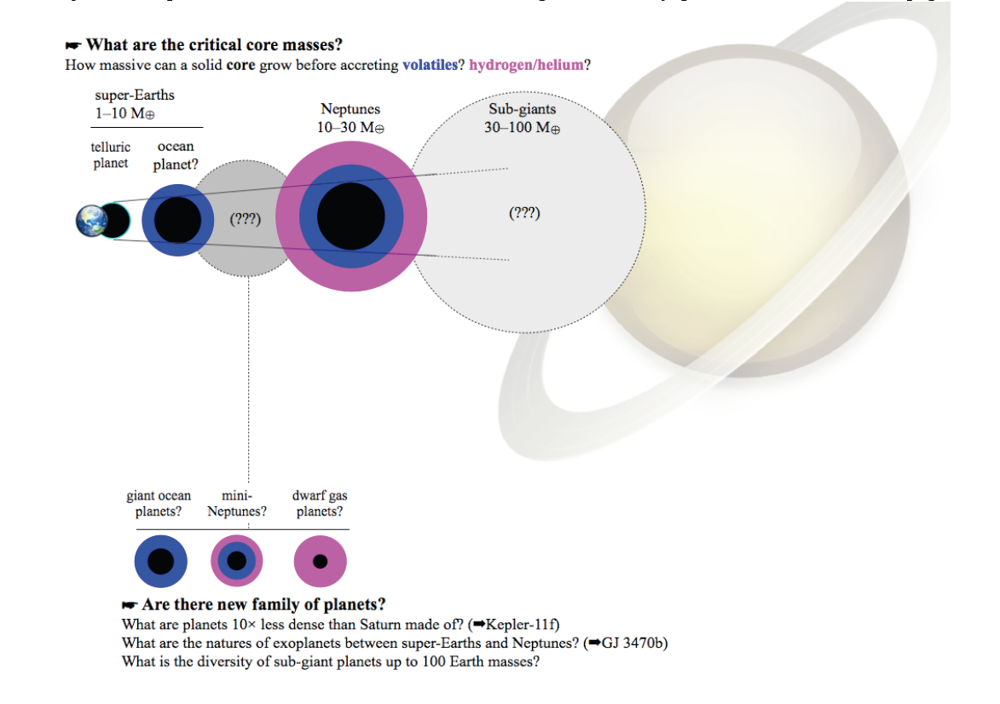 ☛ What are the critical core masses?
How massive can a solid core grow before accreting volatiles? hydrogen/helium?
super-Earths
1–10 M⊕
telluric
planet
ocean
planet?
(???)
Neptunes
10–30 M⊕
Sub-giants
30–100 M⊕
(???)
giant ocean
planets?
mini-
Neptunes?
dwarf gas
planets?
☛ Are there new family of planets?
What are planets 10× less dense than Saturn made of? (➡Kepler-11f)
What are the natures of exoplanets between super-Earths and Neptunes? (➡GJ 3470b)
What is the diversity of sub-giant planets up to 100 Earth masses?